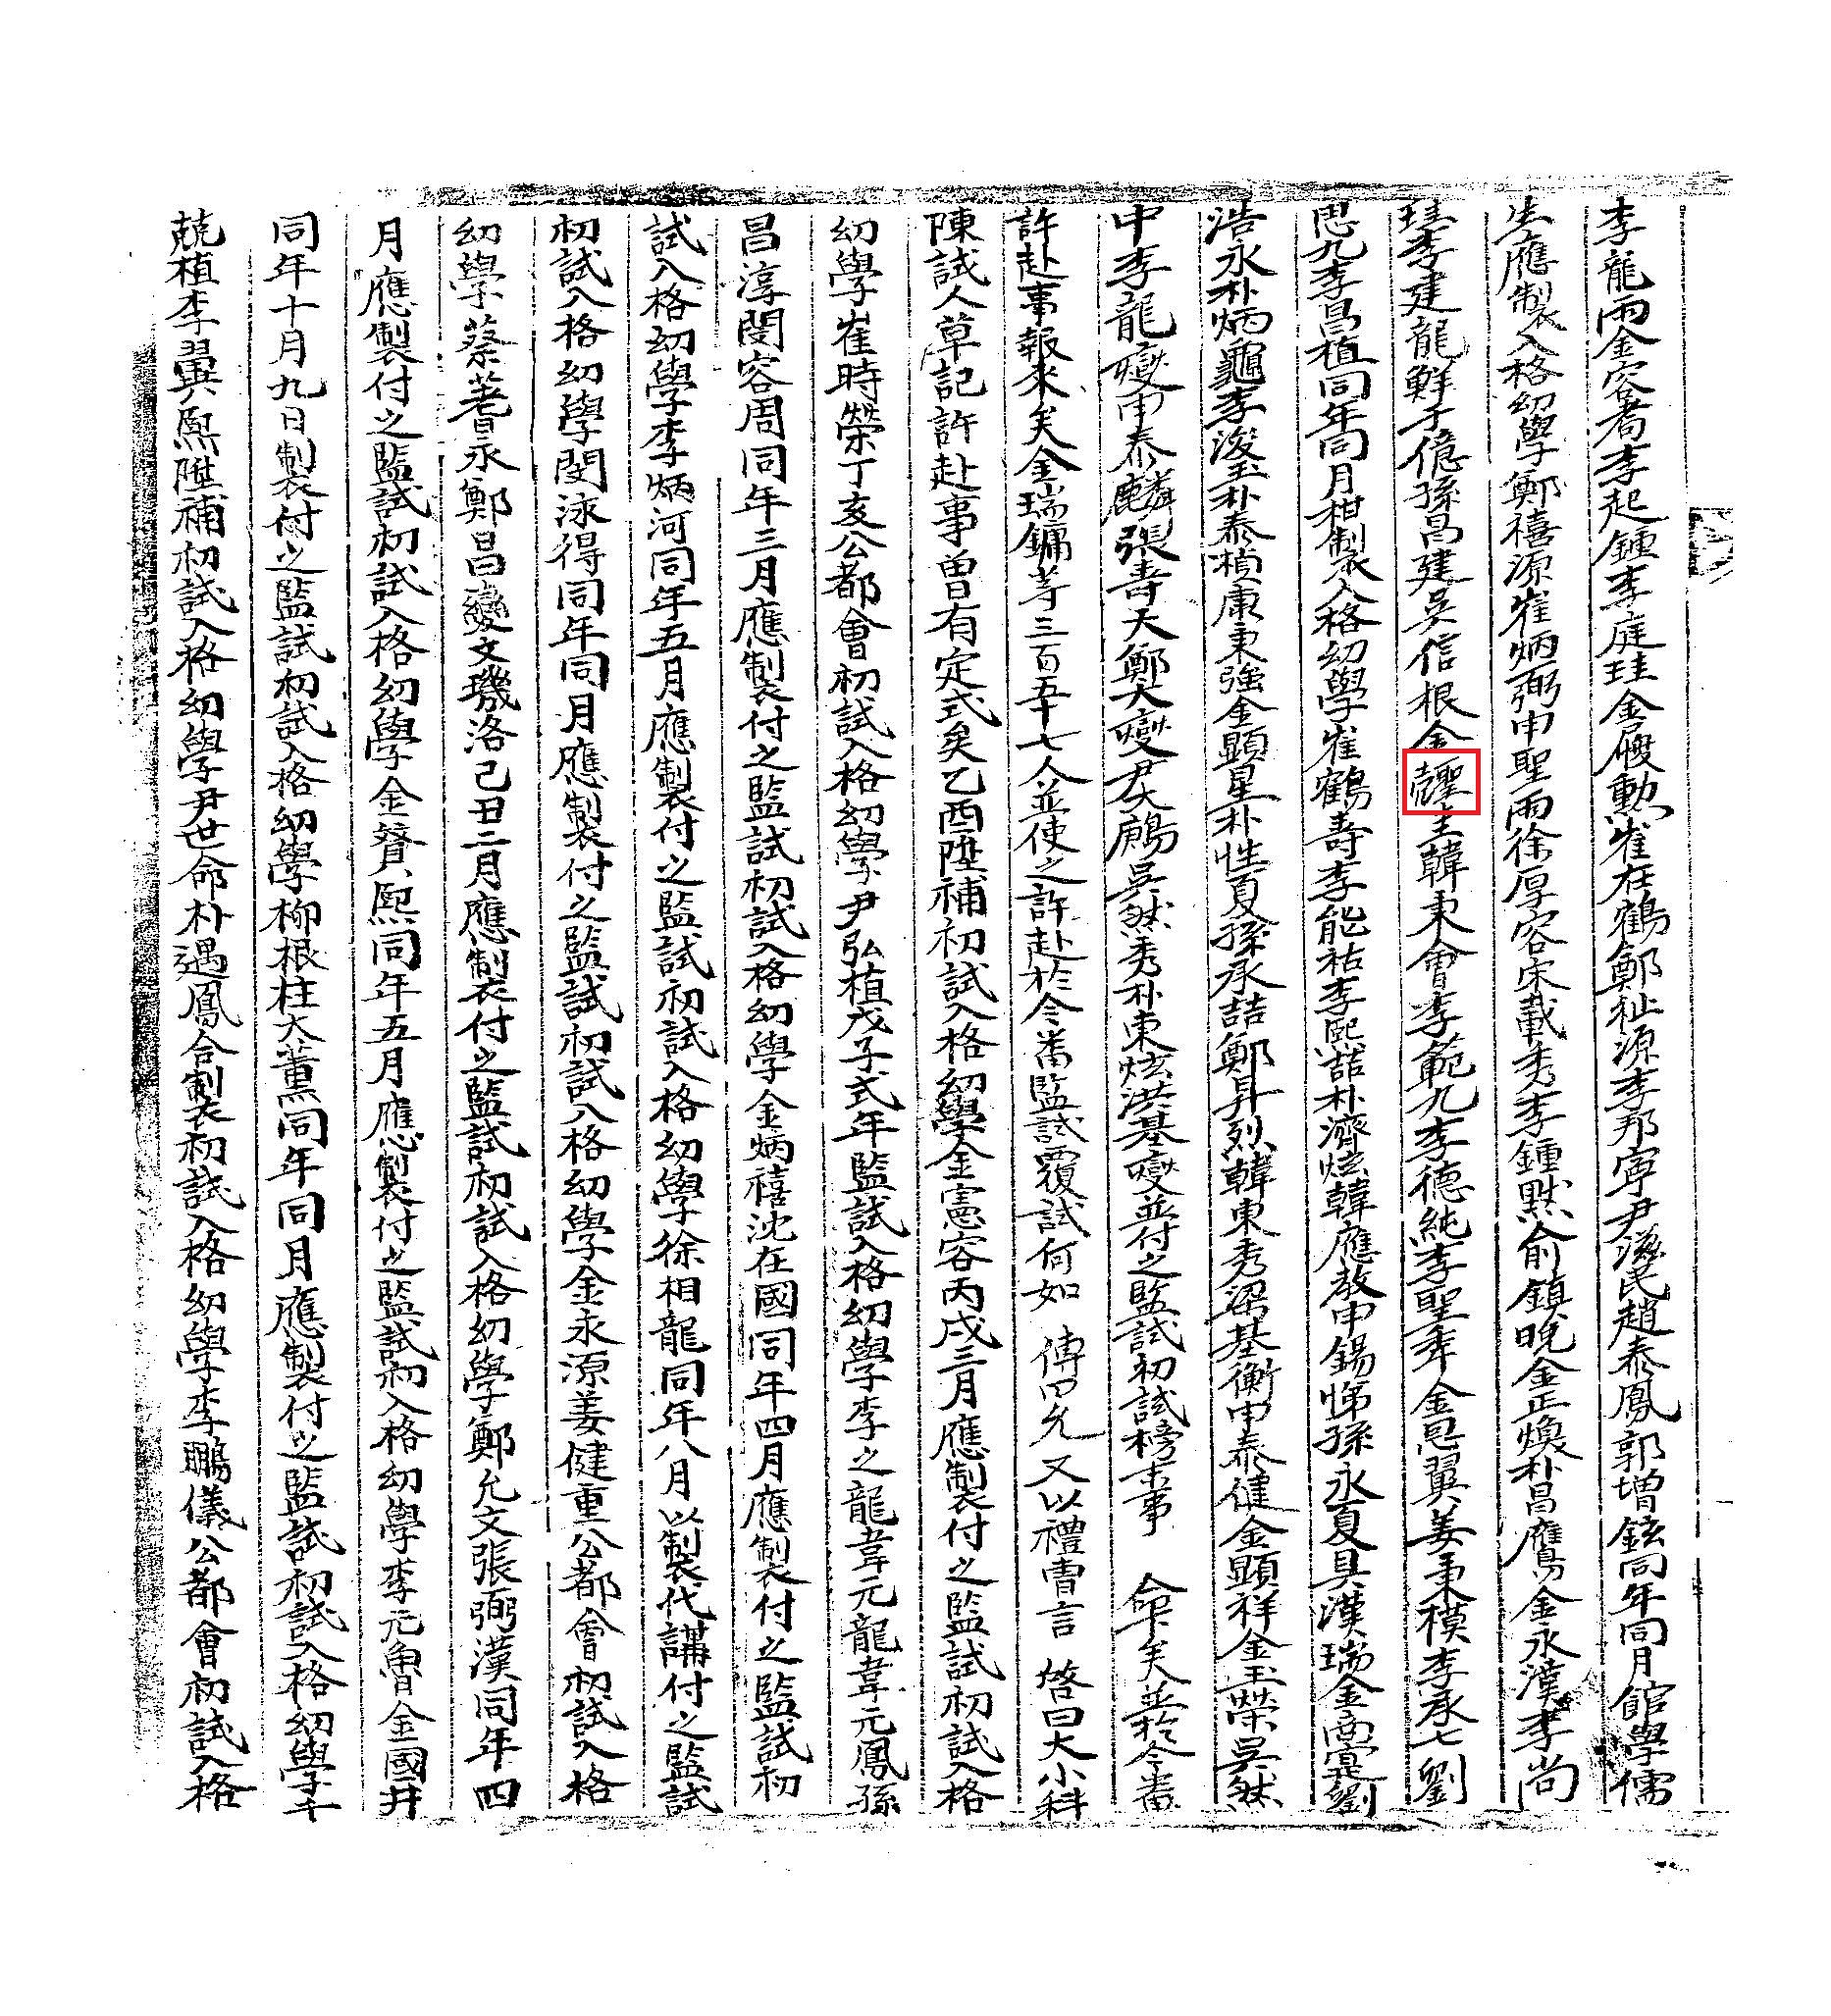 李龍雨金容耇李起鍾李庭珪金履勳崔在鶴鄭祉源李邦宰尹滋民趙泰鳳郭增鉉同年同月館學儒
生應製入格幼學鄭禧源崔炳弼申聖雨徐厚容宋載秀李鍾默俞鎭晩金正煥朴昌鷹金永漢李尙
李建龍鮮于億孫昌建吳信根金圭韓東會李範九李德純李聖秊金思翼姜秉模李承七劉
思九李昌植同年同月柑製入格幼學崔鶴壽李能祐李熙喆朴濟炫韓應敎申錫悌孫永夏具漢瑞金商寔劉
浩永朴炳龜李浚玉朴泰楨康秉強金顯星朴性夏孫承喆鄭昇烈韓東秀梁基衡申泰健金顯祥金玉榮吳然
中李龍燮申泰麟張壽天鄭大燮尹大鷹吳然秀朴東炫洪基燮並付之監試初試榜事命下矣並於今番
許赴事報來矣金瑞鏞等三百五十七人並使之許赴於今番監試覆試何如傳曰允又以禮曹言啓曰大小科
陳試人草記許赴事曾有定式矣乙酉陞補初試入格幼學金憲容丙戌三月應製付之監試初試入格
幼學崔時榮丁亥公都會初試入格幼學尹弘植戊子式年監試入格幼學李之龍韋元龍韋元鳳孫
昌淳閔容周同年三月應製付之監試初試入格幼學金炳禧沈在國同年四月應製付之監試初
試入格幼學李炳河同年五月應製付之監試初試入格幼學徐相龍同年八月以製代講付之監試
初試入格幼學閔泳得同年同月應製付之監試初試入格幼學金永源姜健重公都會初試入格
幼學蔡蓍永鄭昌燮文璣洛己丑二月應製付之監試初試入格幼學鄭允文張弼漢同年四
月應製付之監試初試入格幼學金贊熙同年五月應製付之監試初入格幼學李元魯金國井
同年十月九日製付之監試初試入格幼學柳根柱大薰同年同月應製付之監試初試入格幼學千
兢植李翼熙陞補初試入格幼學尹世命朴遇鳳合製初試入格幼學李鵬儀公都會初試入格